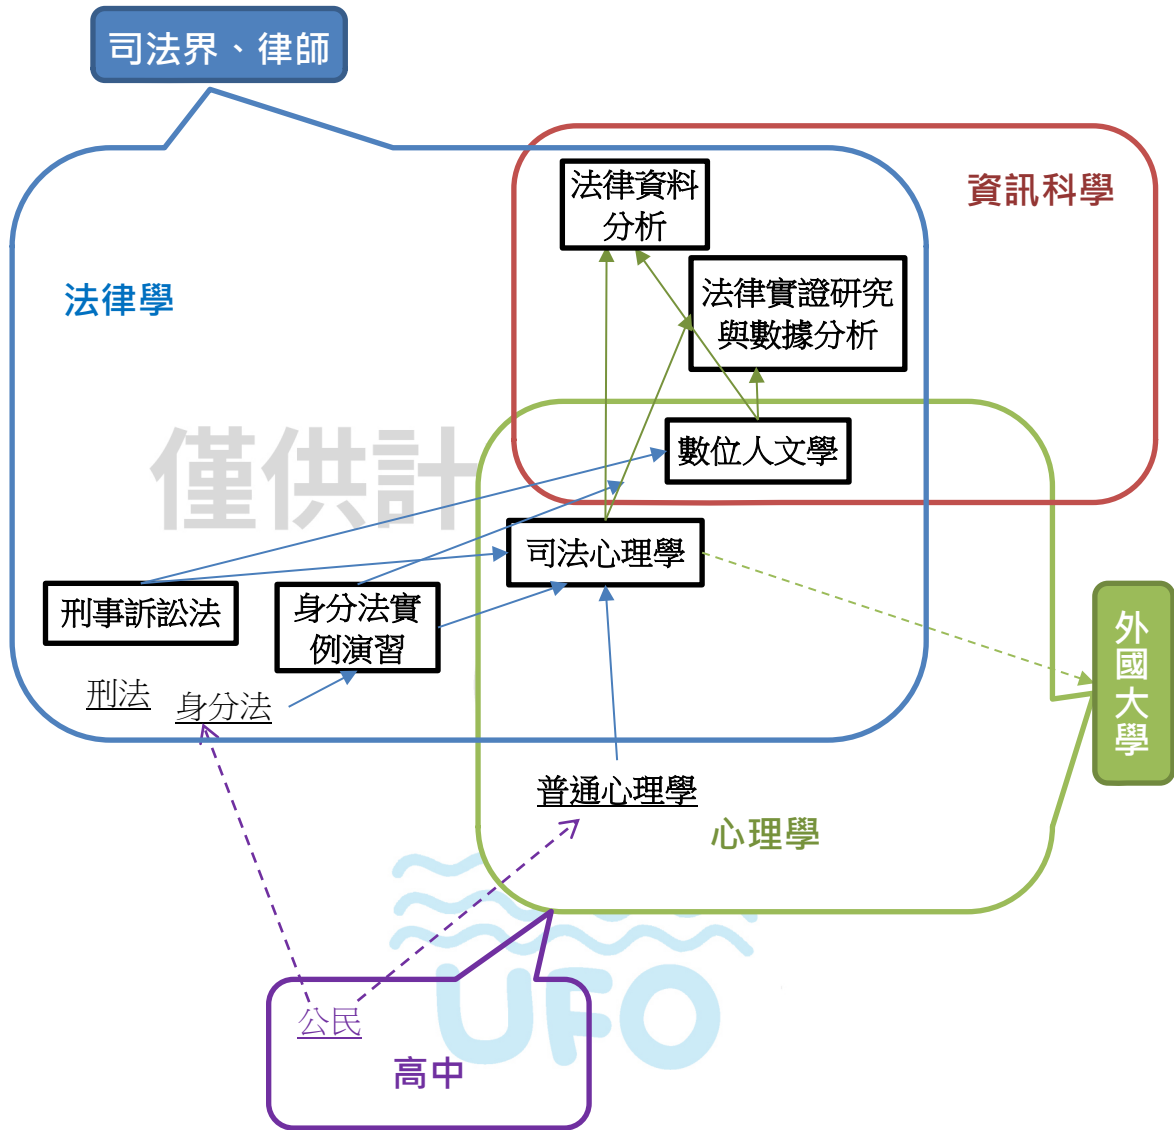 司法界、律師
資訊科學
法律資料
分析
法律學
法律實證研究
與數據分析
僅供計
數位人文學
司法心理學
刑事訴訟法
身分法實
例演習
外
國
大
學
刑法
身分法
普通心理學
心理學
UFO
公民
高中